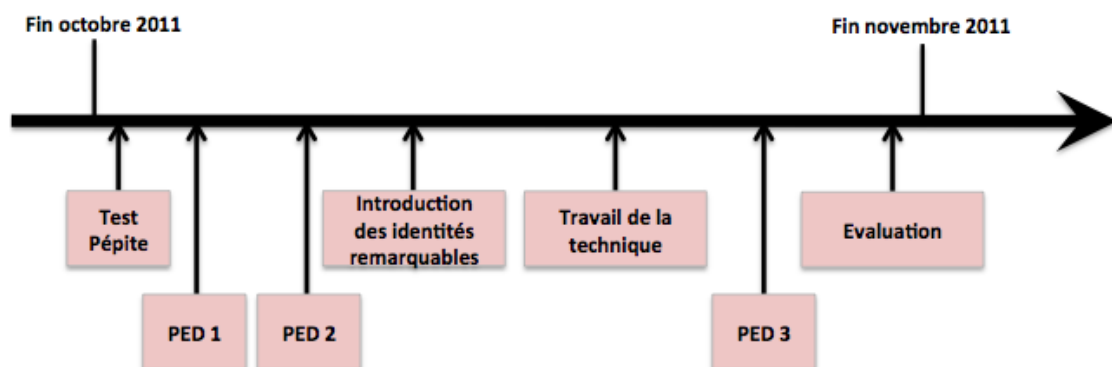 Fin octobre 2011
Fin novembre 2011
Test
Pépite
Introduction
des identités
remarquables
Travail de la
technique
Evaluation
PED 1
PED 2
PED 3